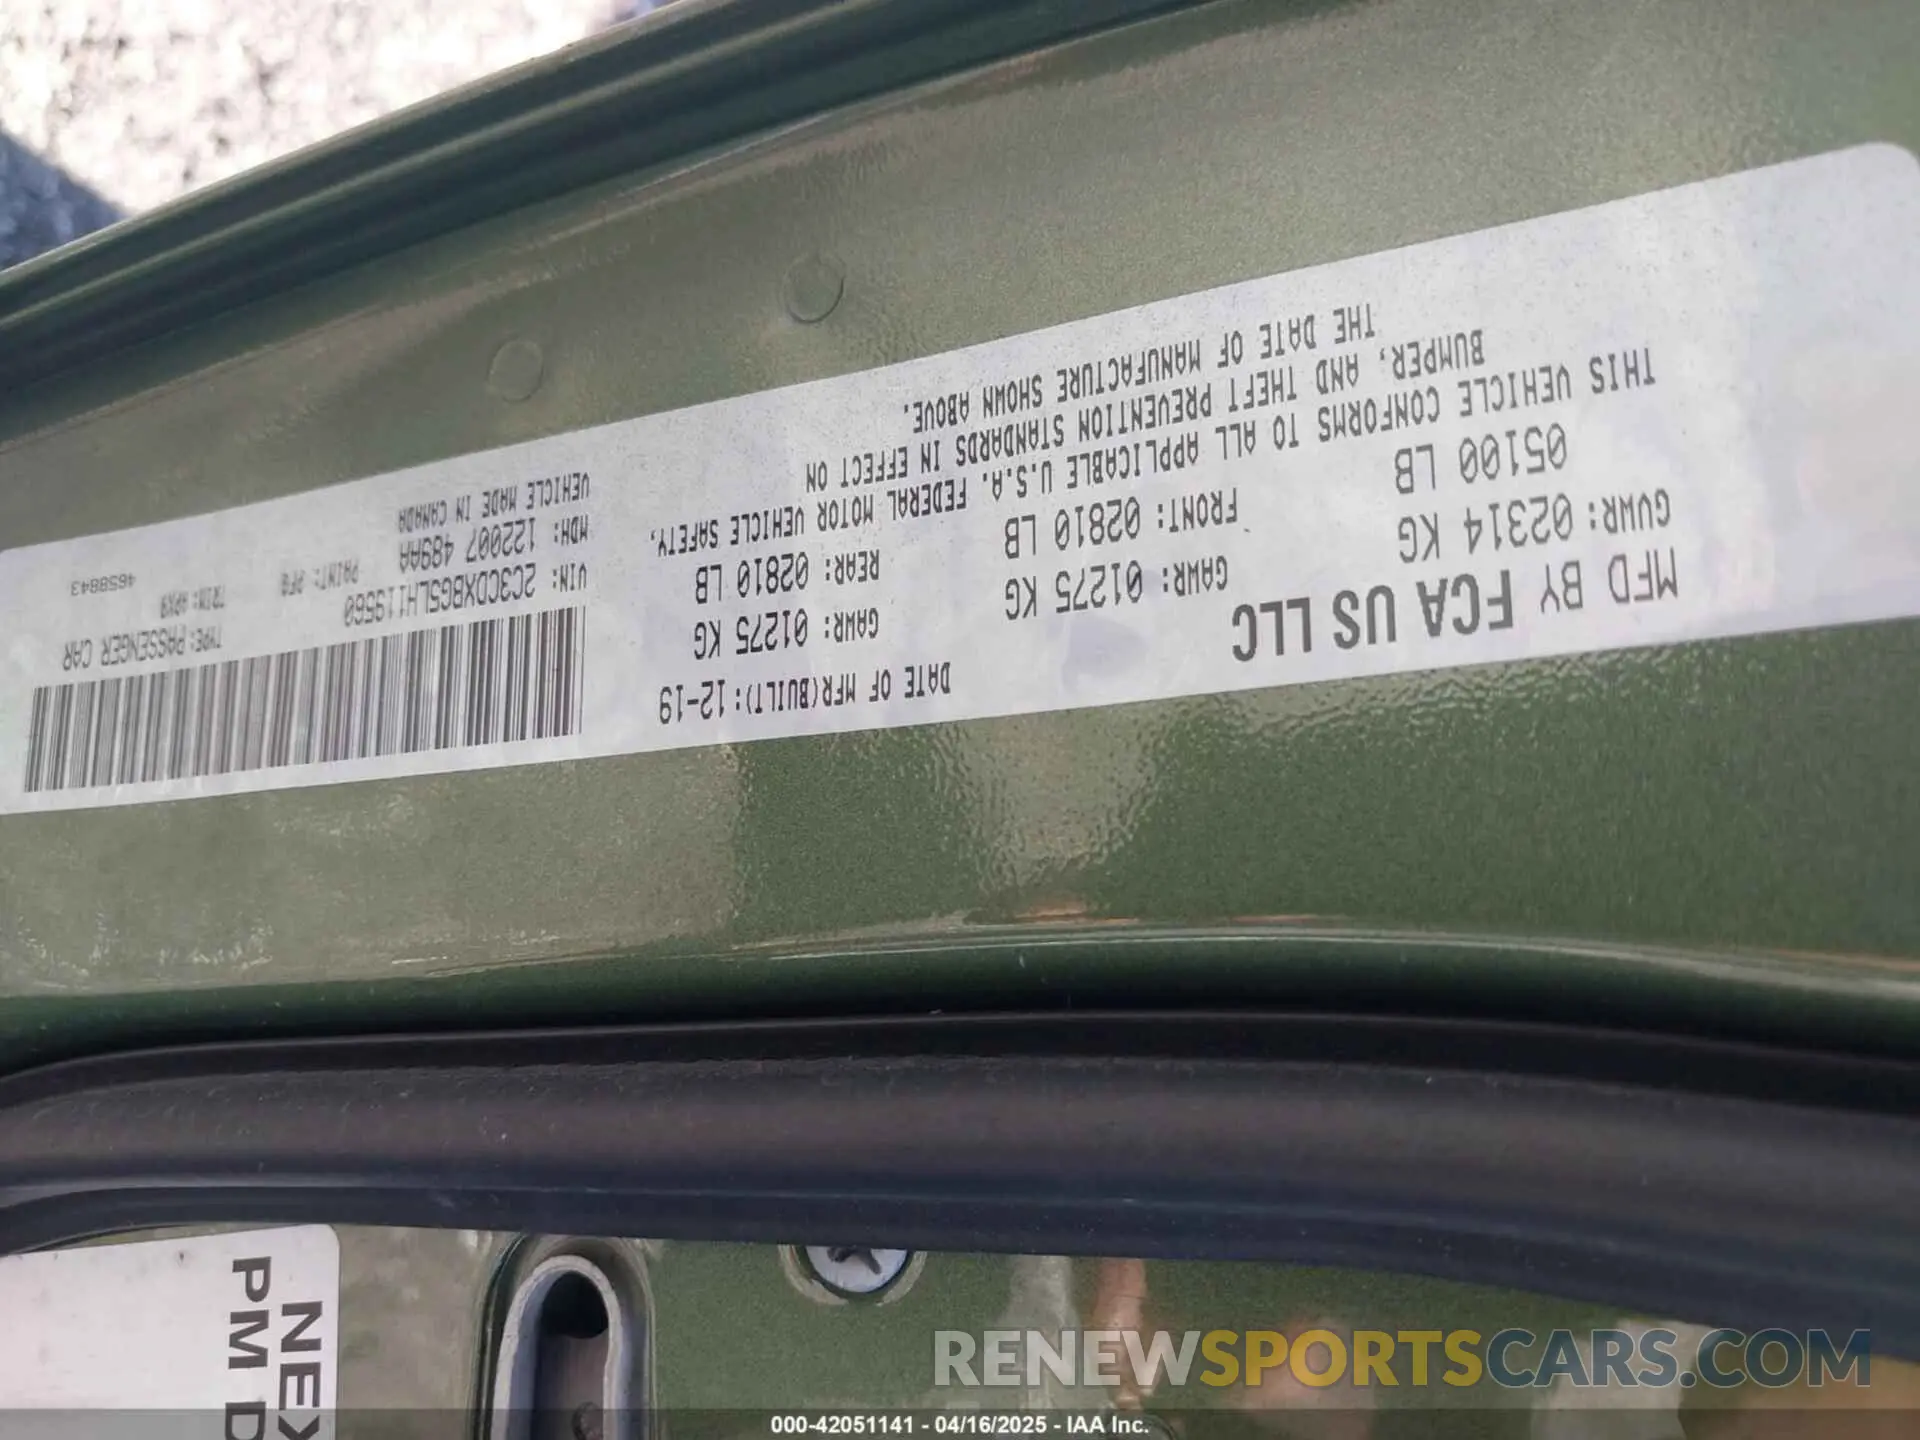 MFD BY FCA US LLC
DATE OF MFR(BUILT):12-19
GVWR:02314 KG
05100 LB
GAWR: 01275 KG
FRONT: 02810 LB
GAWR: 01275 KG
REAR: 02810 LB
THIS VEHICLE CONFORMS TO ALL APPLICABLE U.S.A. FEDERAL MOTOR VEHICLE SAFETY,
BUMPER, AND THEFT PREVENTION STANDARDS IN EFFECT ON
THE DATE OF MANUFACTURE SHOWN ABOVE.
TYPE:PASSENGER CAR
VIN: 2C3CDXBG5LH119560
PAINT: PFQ
TRIM:APX9
MDH: 122007 489AA
VEHICLE MADE IN CANADA
4658843
NEX
PM D
RENEWSPORTSCARS.COM
000-42051141 - 04/16/2025 - IAA Inc.